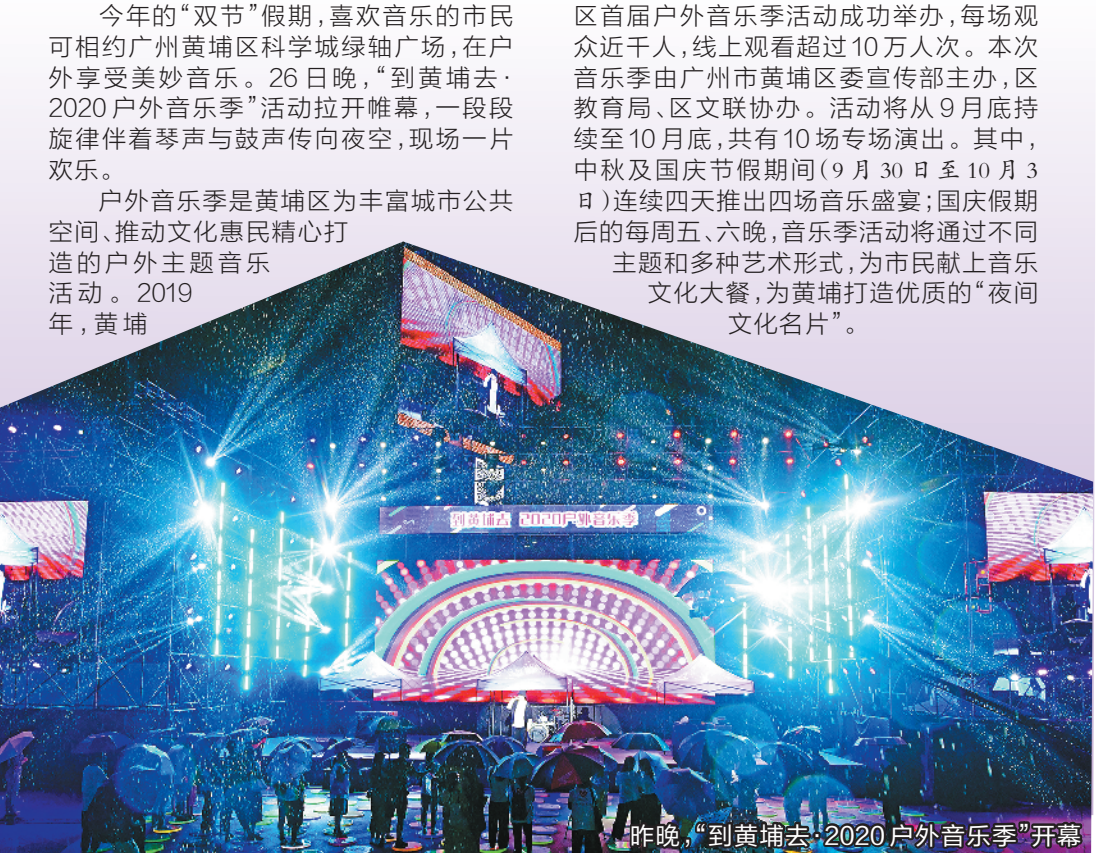 今年的“双节”假期，喜欢音乐的市民
可相约广州黄埔区科学城绿轴广场，在户
外享受美妙音乐。26日晚，“到黄埔去·
2020户外音乐季”活动拉开帷幕，一段段
旋律伴着琴声与鼓声传向夜空，现场一片
欢乐。
户外音乐季是黄埔区为丰富城市公共
空间、推动文化惠民精心打
造的户外主题音乐
活动。2019
年，黄埔
区首届户外音乐季活动成功举办，每场观
众近千人，线上观看超过10万人次。本次
音乐季由广州市黄埔区委宣传部主办，区
教育局、区文联协办。活动将从9月底持
续至10月底，共有10场专场演出。其中，
中秋及国庆节假期间（9月30日至10月3
日）连续四天推出四场音乐盛宴；国庆假期
后的每周五、六晚，音乐季活动将通过不同
主题和多种艺术形式，为市民献上音乐
文化大餐，为黄埔打造优质的“夜间
文化名片”。
到黄埔去 2020户外音乐季
昨晚，“到黄埔去·2020户外音乐季”开幕